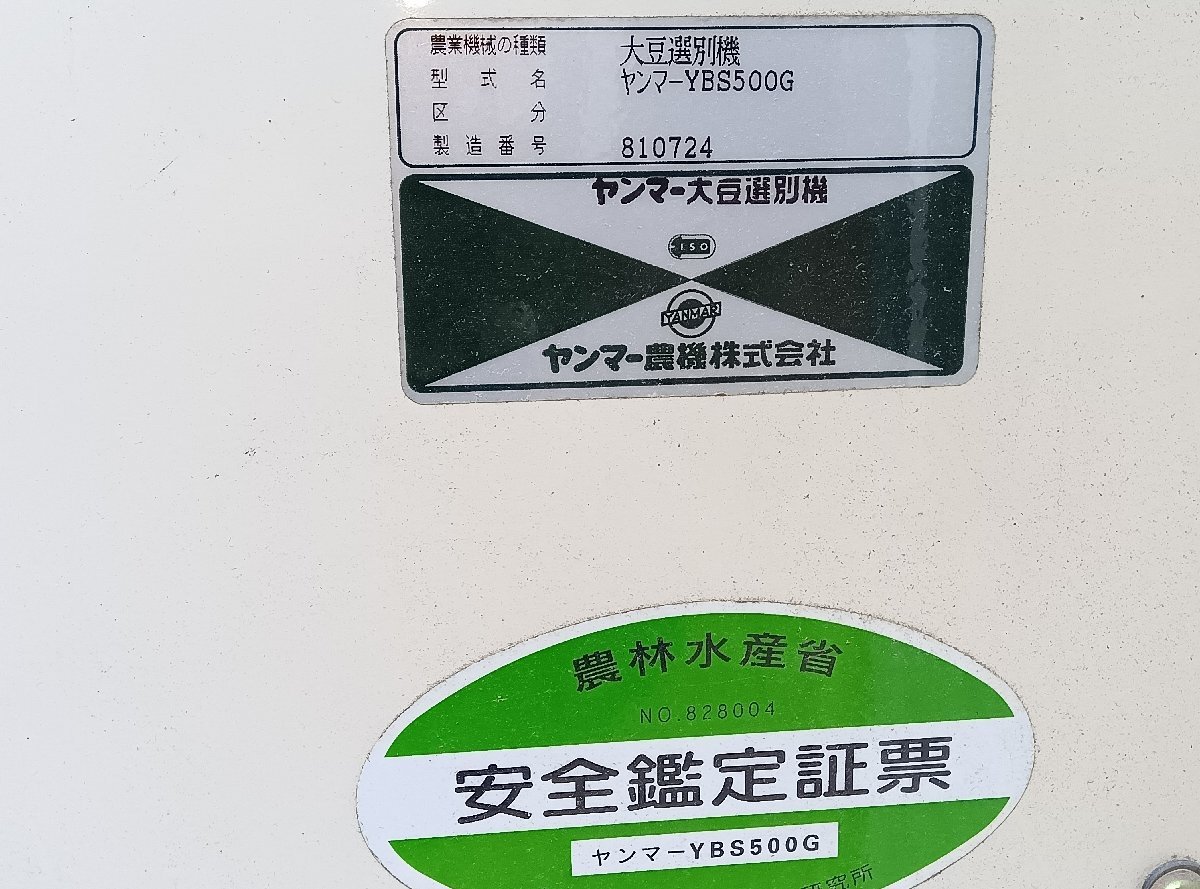 農業機械の種類 大豆選別機
型式名 ヤンマーYBS500G
区分
製造番号 810724
ヤンマー大豆選別機
ISO
YANMAR
ヤンマー農機株式会社
農林水産省
NO.828004
安全鑑定証票
ヤンマーYBS500G
研究所